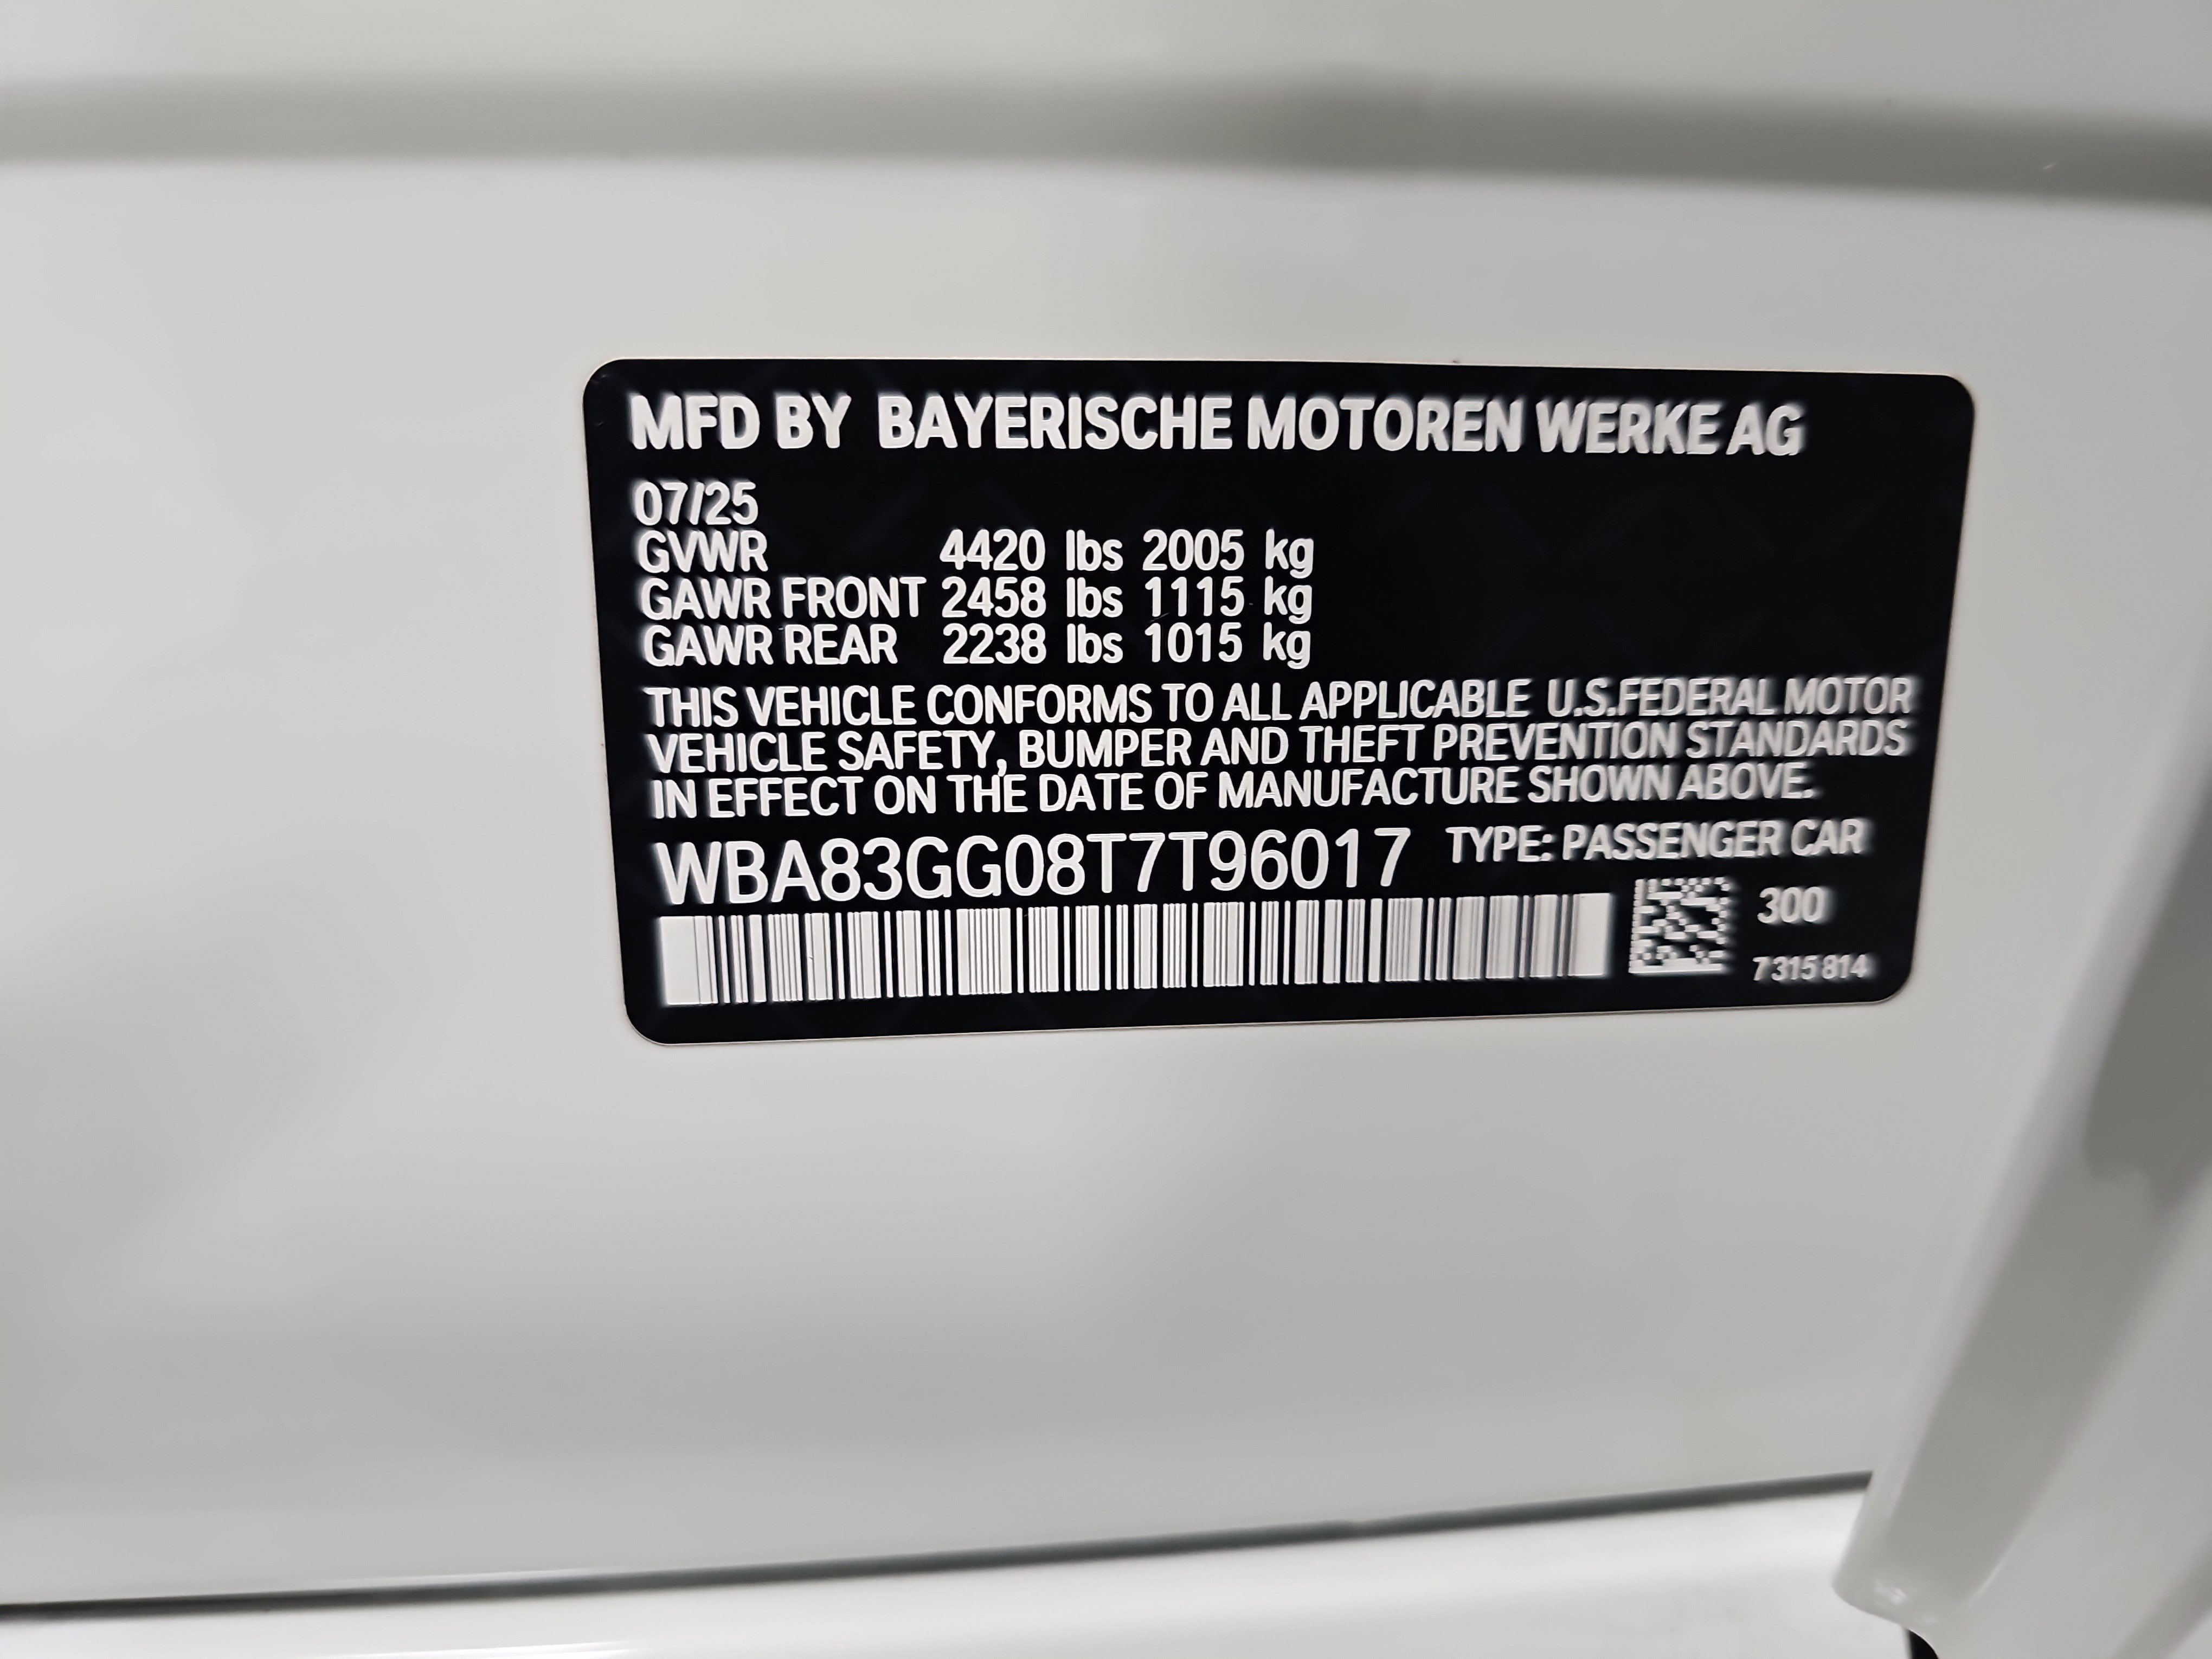 MFD BY BAYERISCHE MOTOREN WERKE AG
07/25
GVWR 4420 lbs 2005 kg
GAWR FRONT 2458 lbs 1115 kg
GAWR REAR 2238 lbs 1015 kg
THIS VEHICLE CONFORMS TO ALL APPLICABLE U.S.FEDERAL MOTOR
VEHICLE SAFETY, BUMPER AND THEFT PREVENTION STANDARDS
IN EFFECT ON THE DATE OF MANUFACTURE SHOWN ABOVE.
WBA83GG08T7T96017 TYPE: PASSENGER CAR
300
7 315 814